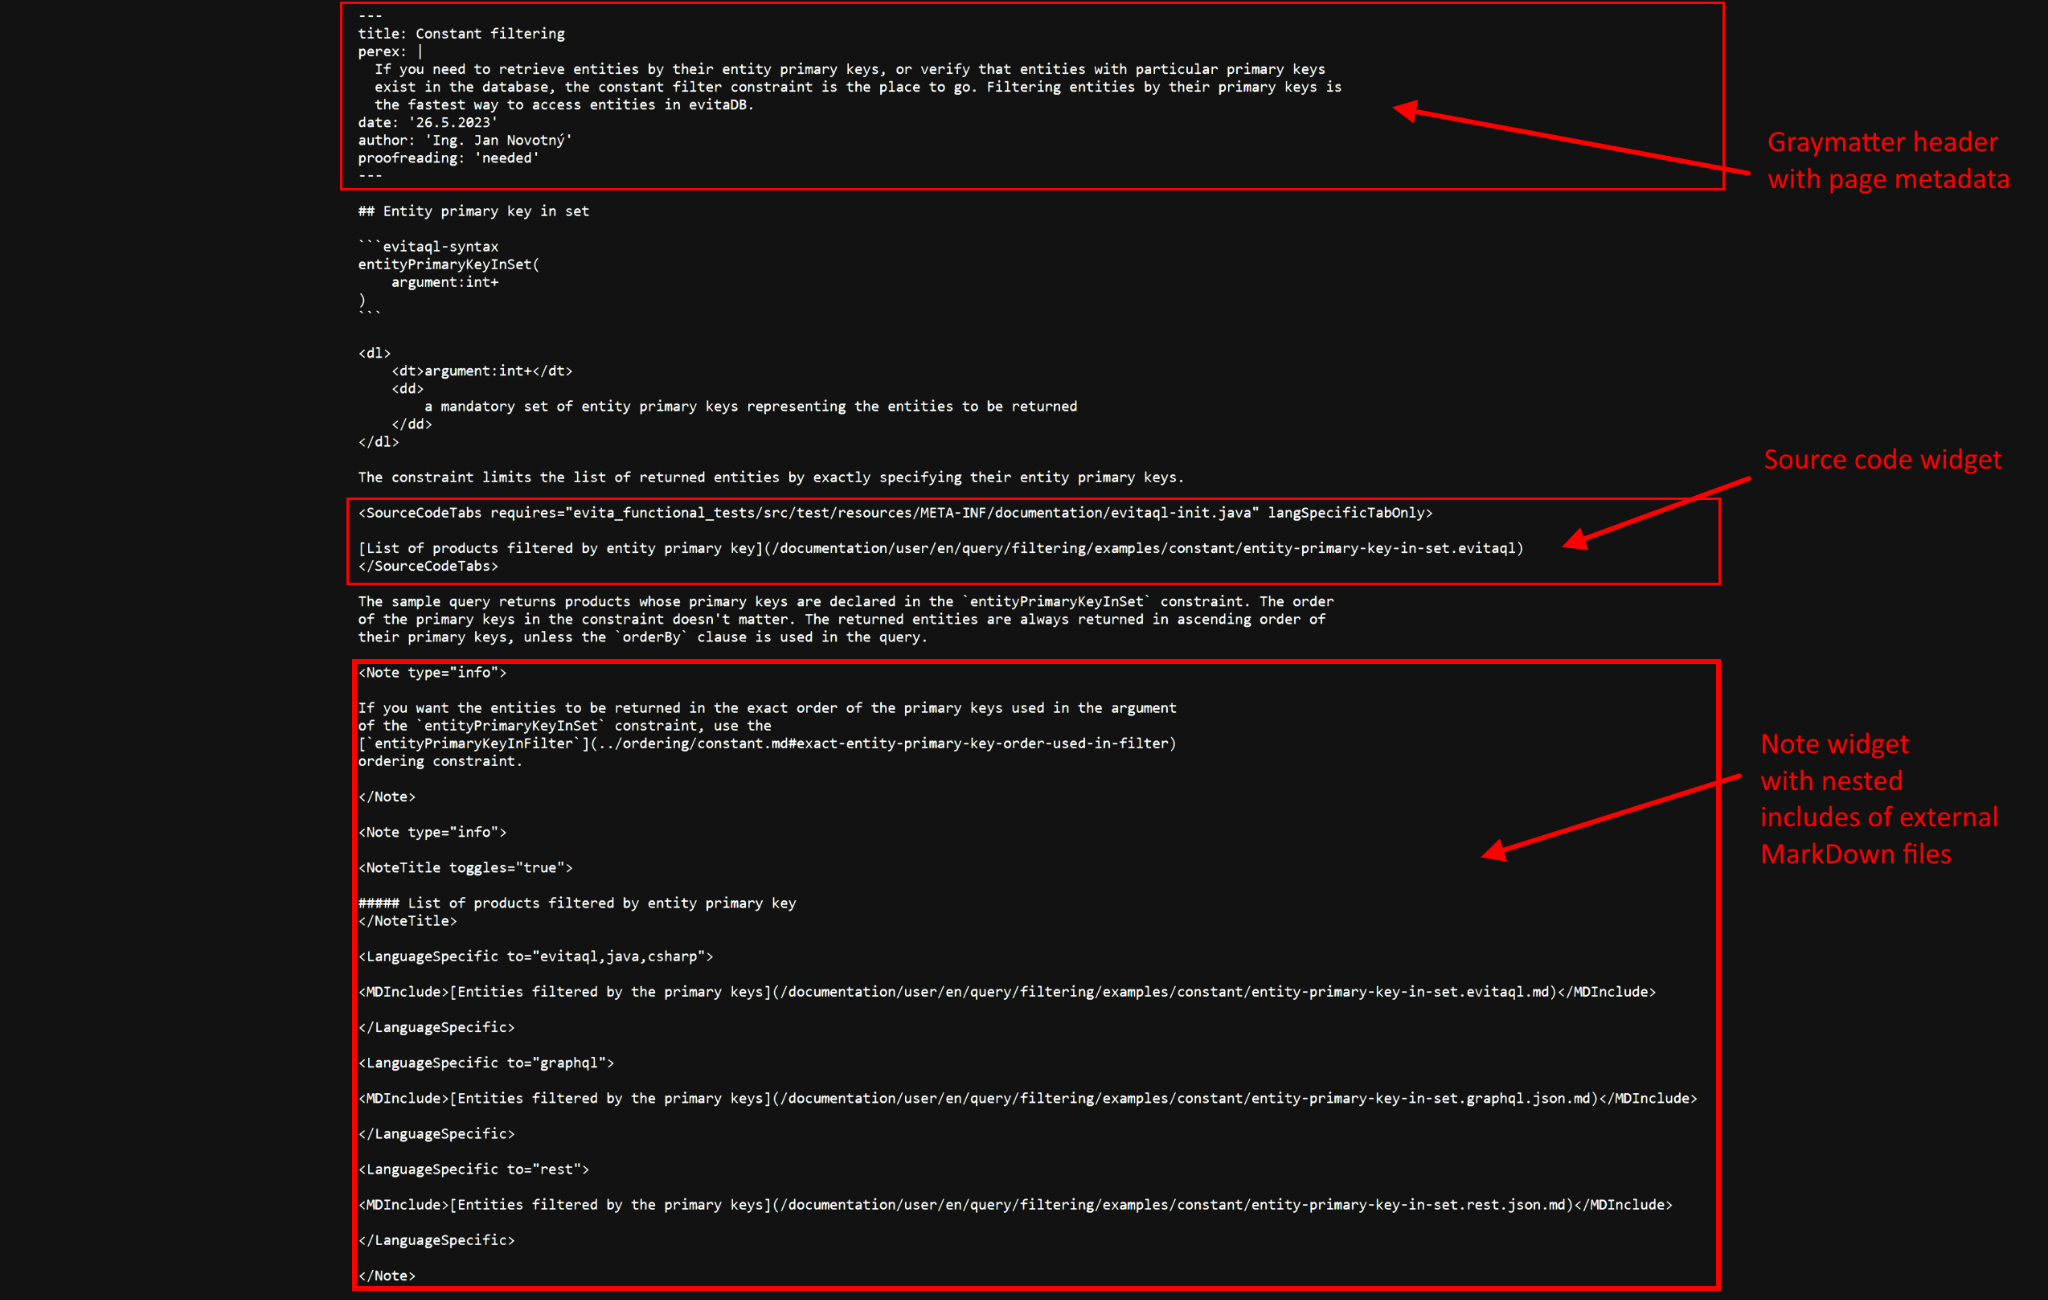 ---
title: Constant filtering
perex: |
  If you need to retrieve entities by their entity primary keys, or verify that entities with particular primary keys
  exist in the database, the constant filter constraint is the place to go. Filtering entities by their primary keys is
  the fastest way to access entities in evitaDB.
date: '26.5.2023'
author: 'Ing. Jan Novotný'
proofreading: 'needed'
---
Graymatter header
with page metadata
## Entity primary key in set
```evitaql-syntax
entityPrimaryKeyInSet(
    argument:int+
)
```
<dl>
    <dt>argument:int+</dt>
    <dd>
        a mandatory set of entity primary keys representing the entities to be returned
    </dd>
</dl>
The constraint limits the list of returned entities by exactly specifying their entity primary keys.
Source code widget
<SourceCodeTabs requires="evita_functional_tests/src/test/resources/META-INF/documentation/evitaql-init.java" langSpecificTabOnly>
[List of products filtered by entity primary key](/documentation/user/en/query/filtering/examples/constant/entity-primary-key-in-set.evitaql)
</SourceCodeTabs>
The sample query returns products whose primary keys are declared in the `entityPrimaryKeyInSet` constraint. The order
of the primary keys in the constraint doesn't matter. The returned entities are always returned in ascending order of
their primary keys, unless the `orderBy` clause is used in the query.
<Note type="info">
If you want the entities to be returned in the exact order of the primary keys used in the argument
of the `entityPrimaryKeyInSet` constraint, use the
[`entityPrimaryKeyInFilter`](../ordering/constant.md#exact-entity-primary-key-order-used-in-filter)
ordering constraint.
</Note>
<Note type="info">
<NoteTitle toggles="true">
##### List of products filtered by entity primary key
</NoteTitle>
<LanguageSpecific to="evitaql,java,csharp">
<MDInclude>[Entities filtered by the primary keys](/documentation/user/en/query/filtering/examples/constant/entity-primary-key-in-set.evitaql.md)</MDInclude>
</LanguageSpecific>
<LanguageSpecific to="graphql">
<MDInclude>[Entities filtered by the primary keys](/documentation/user/en/query/filtering/examples/constant/entity-primary-key-in-set.graphql.json.md)</MDInclude>
</LanguageSpecific>
<LanguageSpecific to="rest">
<MDInclude>[Entities filtered by the primary keys](/documentation/user/en/query/filtering/examples/constant/entity-primary-key-in-set.rest.json.md)</MDInclude>
</LanguageSpecific>
</Note>
Note widget
with nested
includes of external
MarkDown files